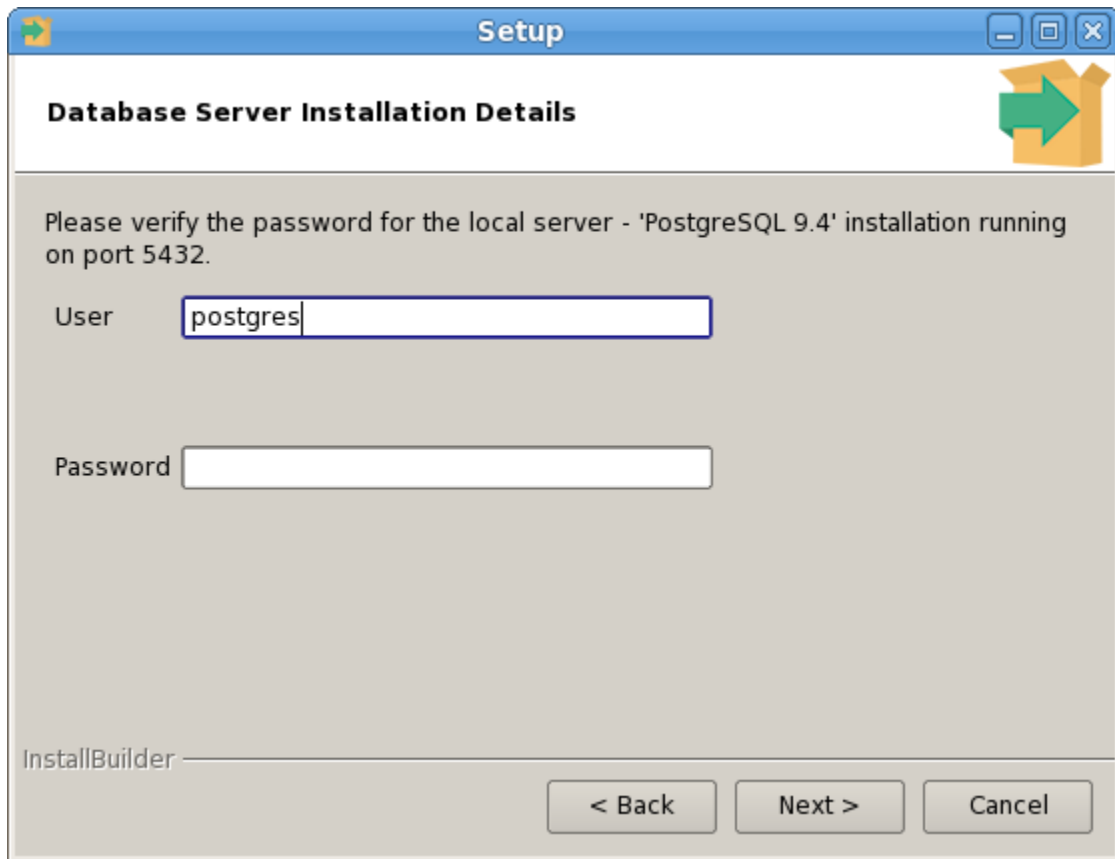 Setup
Database Server Installation Details
Please verify the password for the local server - 'PostgreSQL 9.4' installation running
on port 5432.
User postgres
Password
InstallBuilder
< Back Next > Cancel